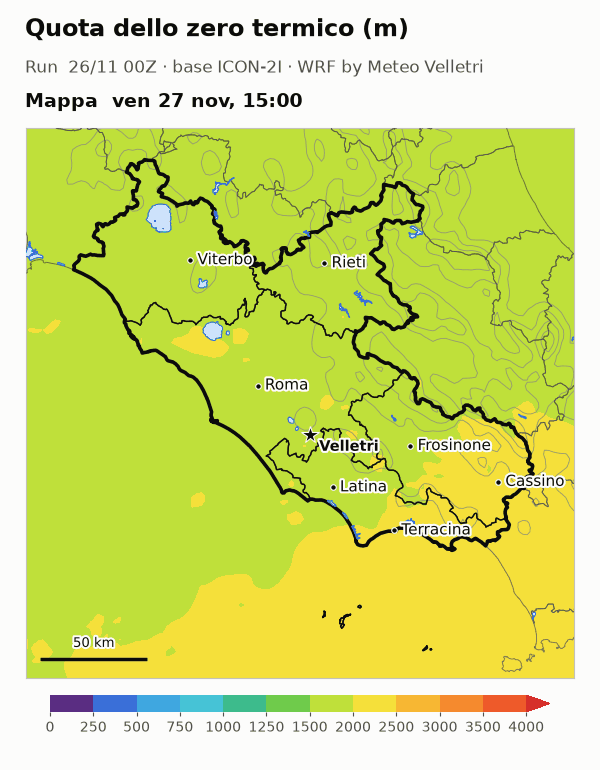 Quota dello zero termico (m)
Run  26/11 00Z · base ICON-2I · WRF by Meteo Velletri
Mappa  ven 27 nov, 15:00
Viterbo
Rieti
Roma
Velletri
Frosinone
Latina
Cassino
Terracina
50 km
0 250 500 750 1000 1250 1500 2000 2500 3000 3500 4000